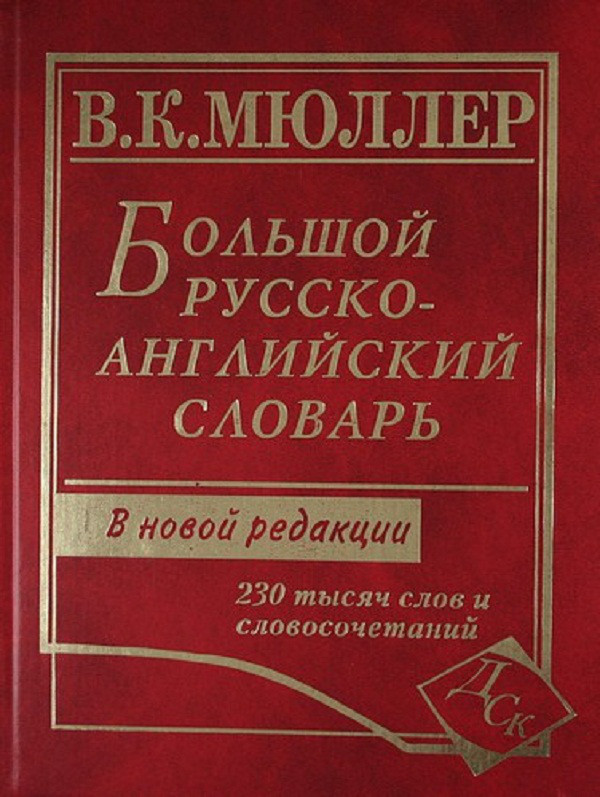 В.К.МЮЛЛЕР
БОЛЬШОЙ
РУССКО-
АНГЛИЙСКИЙ
СЛОВАРЬ
В новой редакции
230 тысяч слов и
словосочетаний
ДСК